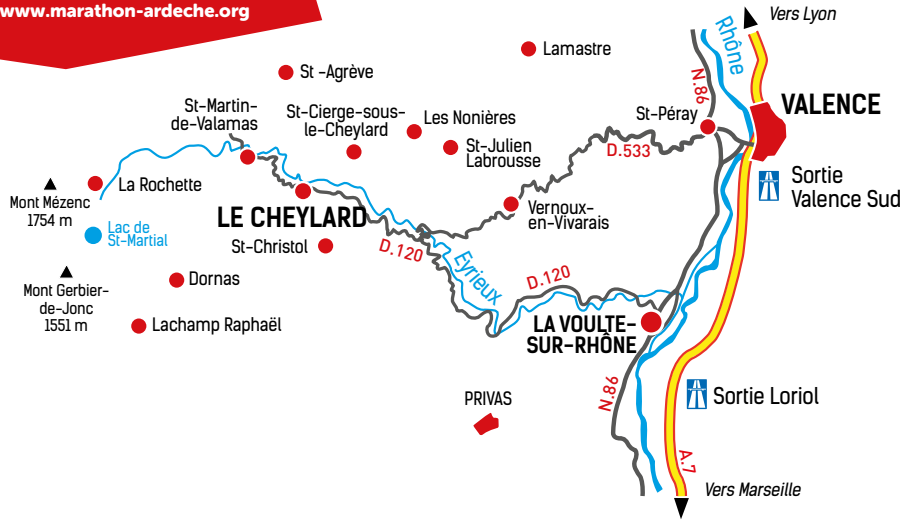 www.marathon-ardeche.org
Vers Lyon
Rhône
Lamastre
St -Agrève
N.86
VALENCE
St-Martin-
de-Valamas
St-Cierge-sous-
le-Cheylard
Les Nonières
St-Péray
St-Julien
Labrousse
D.533
Sortie
Valence Sud
La Rochette
Mont Mézenc
1754 m
LE CHEYLARD
Vernoux-
en-Vivarais
Lac de
St-Martial
St-Christol
D.120
Eyrieux
D.120
Dornas
Mont Gerbier-
de-Jonc
1551 m
Lachamp Raphaël
LA VOULTE-
SUR-RHÔNE
PRIVAS
N.86
Sortie Loriol
A.7
Vers Marseille